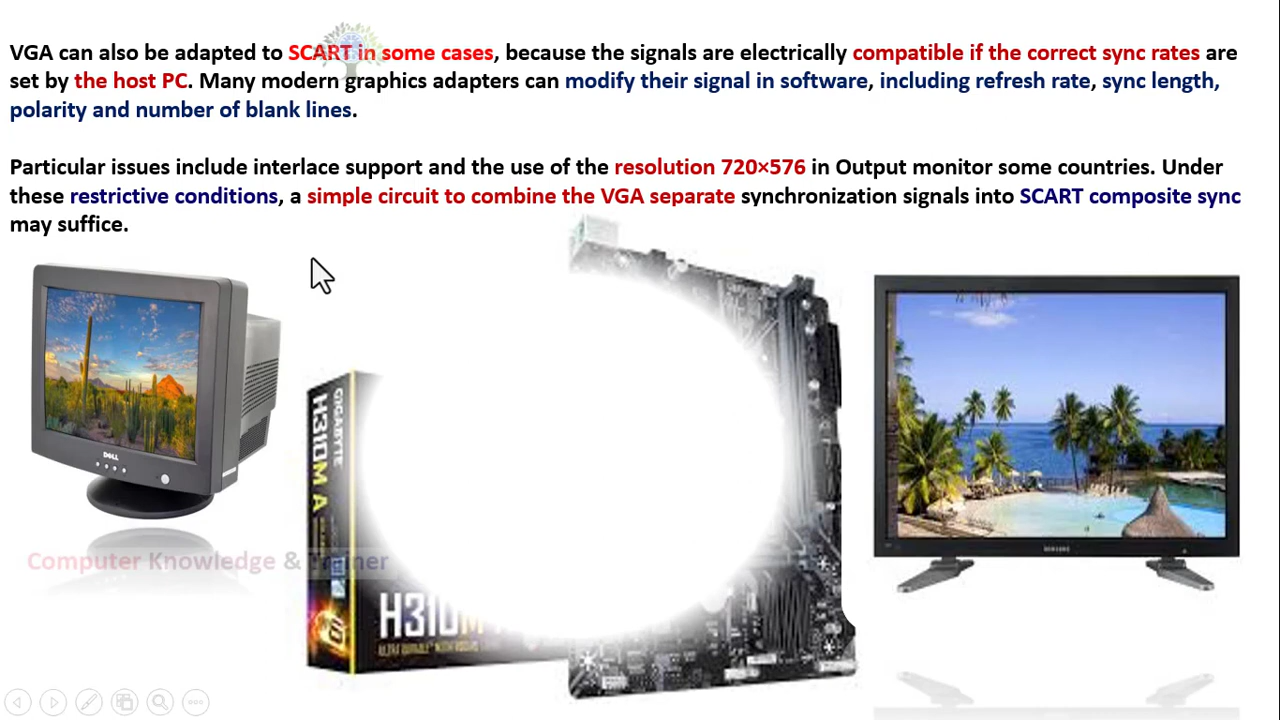 VGA can also be adapted to SCART in some cases, because the signals are electrically compatible if the correct sync rates are
set by the host PC. Many modern graphics adapters can modify their signal in software, including refresh rate, sync length,
polarity and number of blank lines.
Particular issues include interlace support and the use of the resolution 720×576 in Output monitor some countries. Under
these restrictive conditions, a simple circuit to combine the VGA separate synchronization signals into SCART composite sync
may suffice.
DELL
GIGABYTE
H310M A
SAMSUNG
Computer Knowledge & Trainer